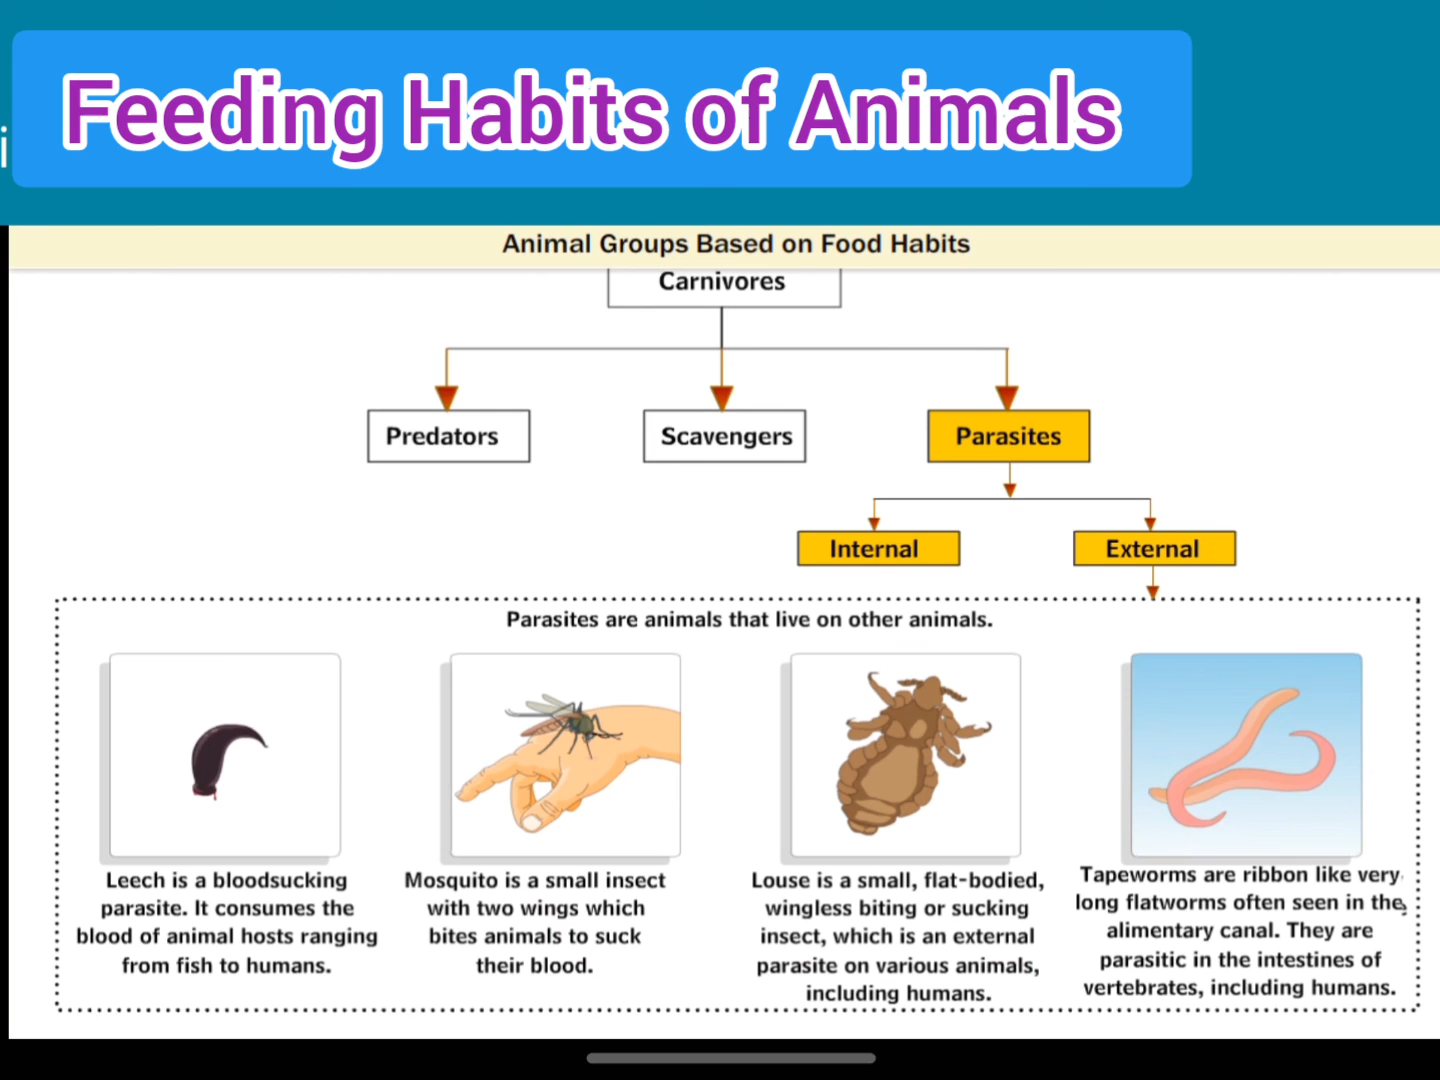 Feeding Habits of Animals
i
Animal Groups Based on Food Habits
Carnivores
Predators
Scavengers
Parasites
Internal
External
Parasites are animals that live on other animals.
Leech is a bloodsucking
parasite. It consumes the
blood of animal hosts ranging
from fish to humans.
Mosquito is a small insect
with two wings which
bites animals to suck
their blood.
Louse is a small, flat-bodied,
wingless biting or sucking
insect, which is an external
parasite on various animals,
including humans.
Tapeworms are ribbon like very
long flatworms often seen in the
alimentary canal. They are
parasitic in the intestines of
vertebrates, including humans.